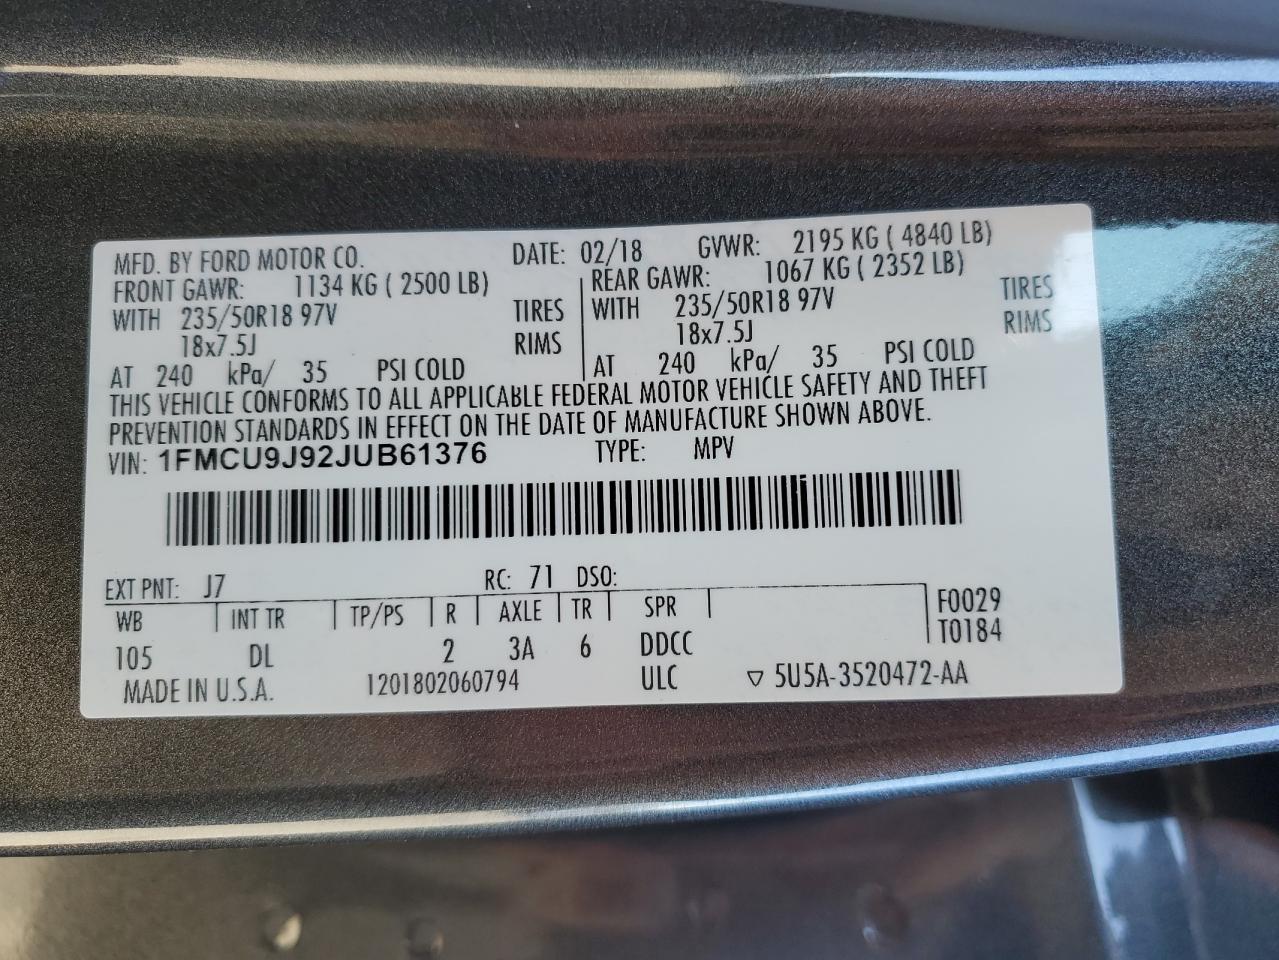 MFD. BY FORD MOTOR CO. DATE: 02/18 GVWR: 2195 KG ( 4840 LB)
FRONT GAWR: 1134 KG ( 2500 LB) REAR GAWR: 1067 KG ( 2352 LB)
WITH 235/50R18 97V TIRES WITH 235/50R18 97V TIRES
18x7.5J RIMS 18x7.5J RIMS
AT 240 kPa/ 35 PSI COLD AT 240 kPa/ 35 PSI COLD
THIS VEHICLE CONFORMS TO ALL APPLICABLE FEDERAL MOTOR VEHICLE SAFETY AND THEFT
PREVENTION STANDARDS IN EFFECT ON THE DATE OF MANUFACTURE SHOWN ABOVE.
VIN: 1FMCU9J92JUB61376 TYPE: MPV
EXT PNT: J7 RC: 71 DSO:
WB INT TR TP/PS R AXLE TR SPR F0029
T0184
105 DL 2 3A 6 DDCC
MADE IN U.S.A. 1201802060794 ULC ▽ 5U5A-3520472-AA